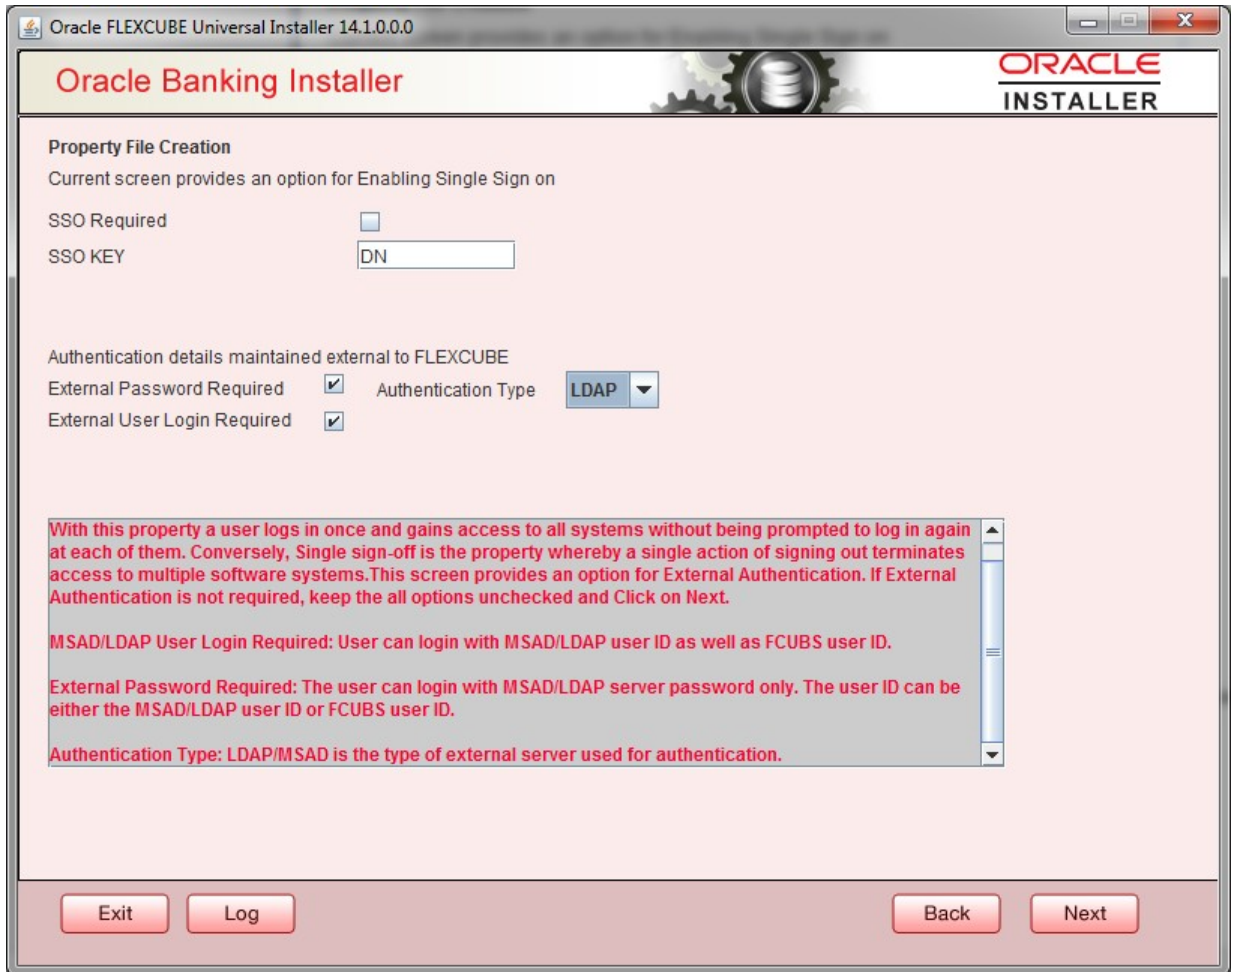 Oracle FLEXCUBE Universal Installer 14.1.0.0.0
Oracle Banking Installer
ORACLE
INSTALLER
Property File Creation
Current screen provides an option for Enabling Single Sign on
SSO Required
SSO KEY DN
Authentication details maintained external to FLEXCUBE
External Password Required Authentication Type LDAP
External User Login Required
With this property a user logs in once and gains access to all systems without being prompted to log in again
at each of them. Conversely, Single sign-off is the property whereby a single action of signing out terminates
access to multiple software systems.This screen provides an option for External Authentication. If External
Authentication is not required, keep the all options unchecked and Click on Next.
MSAD/LDAP User Login Required: User can login with MSAD/LDAP user ID as well as FCUBS user ID.
External Password Required: The user can login with MSAD/LDAP server password only. The user ID can be
either the MSAD/LDAP user ID or FCUBS user ID.
Authentication Type: LDAP/MSAD is the type of external server used for authentication.
Exit Log Back Next